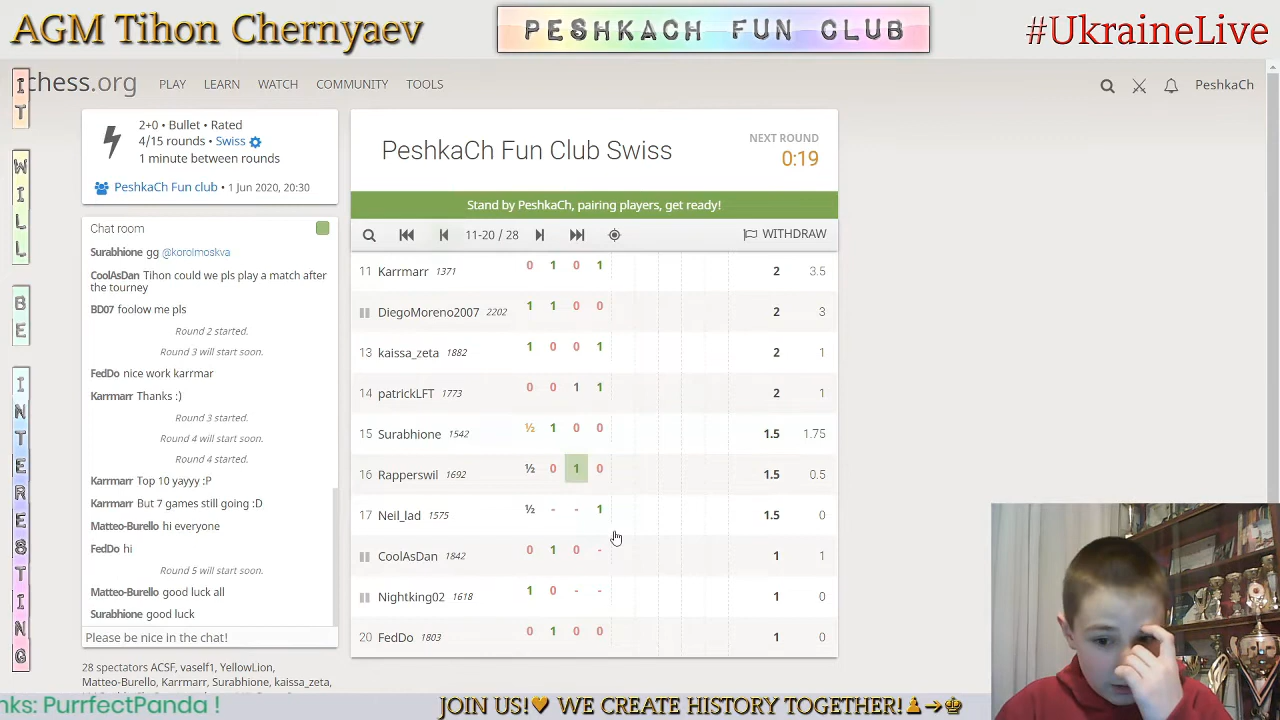 AGM Tihon Chernyaev
PESHKACH FUN CLUB
#UkraineLive
IT WILL BE INTERESTING
chess.org
PLAY LEARN WATCH COMMUNITY TOOLS
PeshkaCh
2+0 • Bullet • Rated
4/15 rounds • Swiss
1 minute between rounds
PeshkaCh Fun club • 1 Jun 2020, 20:30
Chat room
Surabhione gg @korolmoskva
CoolAsDan Tihon could we pls play a match after
the tourney
BD07 foolow me pls
Round 2 started.
Round 3 will start soon.
FedDo nice work karrmar
Karrmarr Thanks :)
Round 3 started.
Round 4 will start soon.
Round 4 started.
Karrmarr Top 10 yayyy :P
Karrmarr But 7 games still going :D
Matteo-Burello hi everyone
FedDo hi
Round 5 will start soon.
Matteo-Burello good luck all
Surabhione good luck
Please be nice in the chat!
28 spectators ACSF, vaself1, YellowLion,
Matteo-Burello, Karrmarr, Surabhione, kaissa_zeta,
PeshkaCh Fun Club Swiss
NEXT ROUND
0:19
Stand by PeshkaCh, pairing players, get ready!
11-20 / 28
WITHDRAW
11 Karrmarr 1371 0 1 0 1 2 3.5
DiegoMoreno2007 2202 1 1 0 0 2 3
13 kaissa_zeta 1882 1 0 0 1 2 1
14 patrickLFT 1773 0 0 1 1 2 1
15 Surabhione 1542 ½ 1 0 0 1.5 1.75
16 Rapperswil 1692 ½ 0 1 0 1.5 0.5
17 Neil_lad 1575 ½ - - 1 1.5 0
CoolAsDan 1842 0 1 0 - 1 1
Nightking02 1618 1 0 - - 1 0
20 FedDo 1803 0 1 0 0 1 0
nks: PurrfectPanda !
JOIN US! WE CREATE HISTORY TOGETHER!